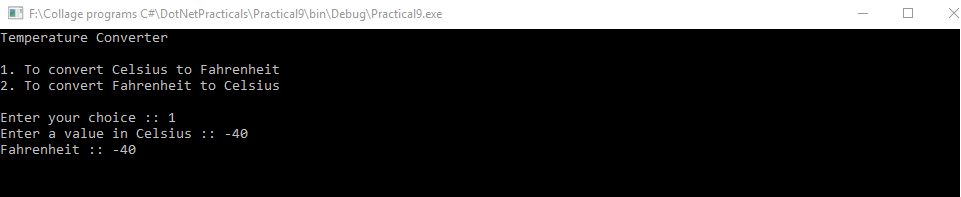 F:\Collage programs C#\DotNetPracticals\Practical9\bin\Debug\Practical9.exe
Temperature Converter
1. To convert Celsius to Fahrenheit
2. To convert Fahrenheit to Celsius
Enter your choice :: 1
Enter a value in Celsius :: -40
Fahrenheit :: -40